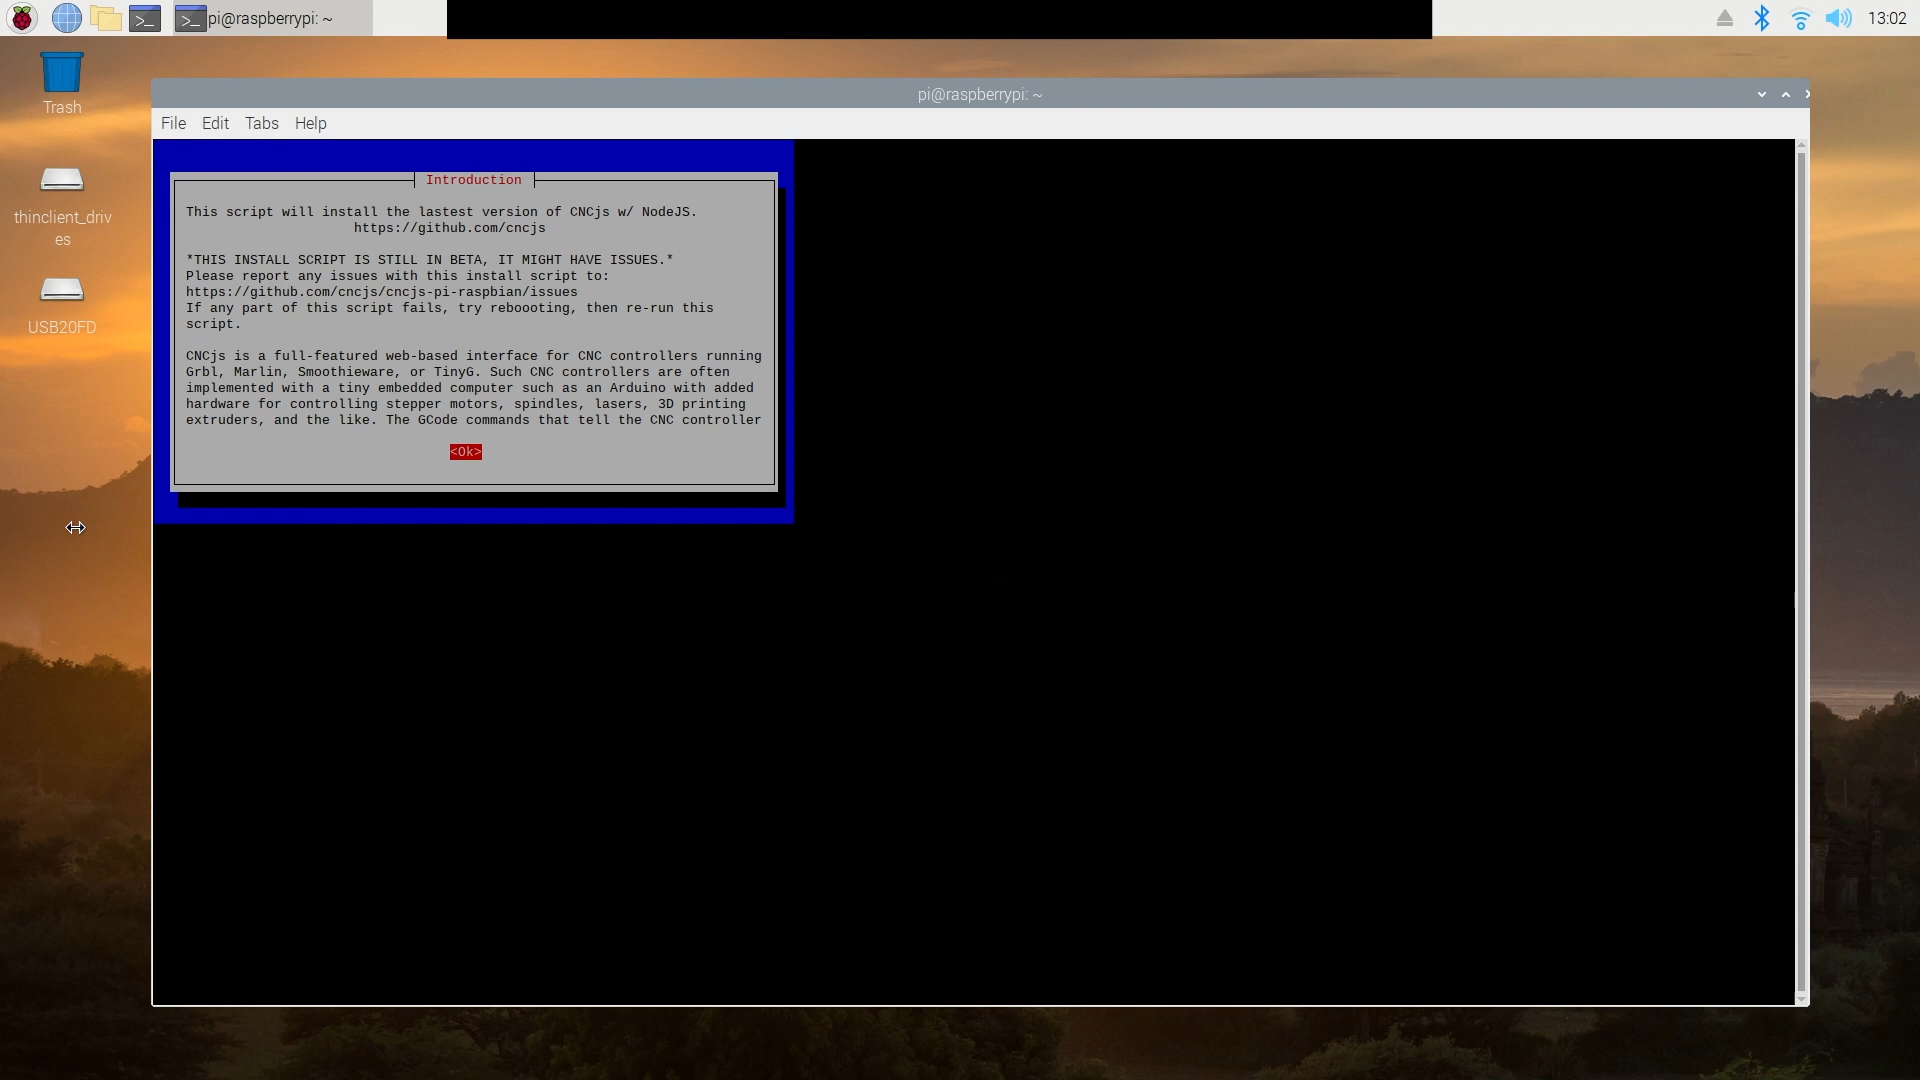 pi@raspberrypi: ~
13:02
Trash
thinclient_driv
es
USB20FD
pi@raspberrypi: ~
File Edit Tabs Help
Introduction
This script will install the lastest version of CNCjs w/ NodeJS.
https://github.com/cncjs
*THIS INSTALL SCRIPT IS STILL IN BETA, IT MIGHT HAVE ISSUES.*
Please report any issues with this install script to:
https://github.com/cncjs/cncjs-pi-raspbian/issues
If any part of this script fails, try reboooting, then re-run this
script.
CNCjs is a full-featured web-based interface for CNC controllers running
Grbl, Marlin, Smoothieware, or TinyG. Such CNC controllers are often
implemented with a tiny embedded computer such as an Arduino with added
hardware for controlling stepper motors, spindles, lasers, 3D printing
extruders, and the like. The GCode commands that tell the CNC controller
<Ok>